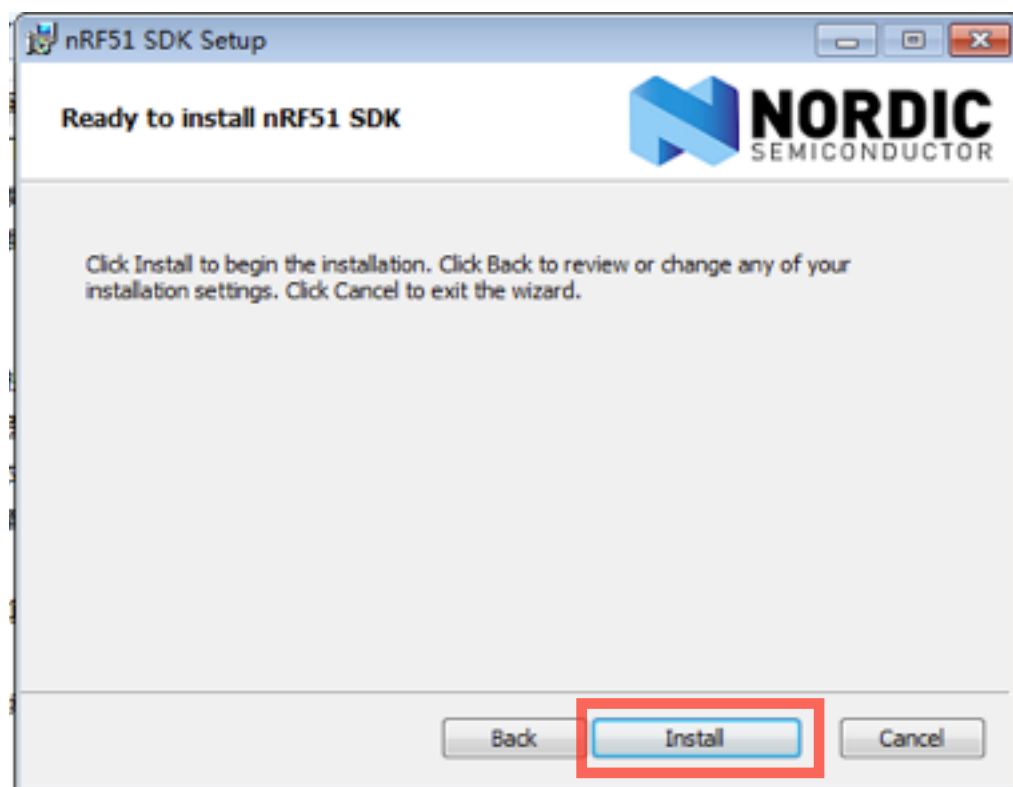 nRF51 SDK Setup
Ready to install nRF51 SDK
NORDIC
SEMICONDUCTOR
Click Install to begin the installation. Click Back to review or change any of your
installation settings. Click Cancel to exit the wizard.
Back
Install
Cancel